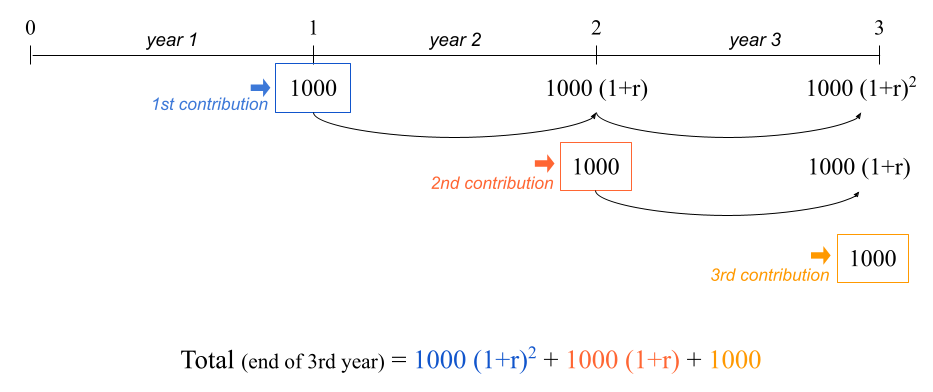 0 1 2 3
year 1 year 2 year 3
1000 1000 (1+r) 1000 (1+r)²
1st contribution
1000 1000 (1+r)
2nd contribution
1000
3rd contribution
Total (end of 3rd year) = 1000 (1+r)² + 1000 (1+r) + 1000